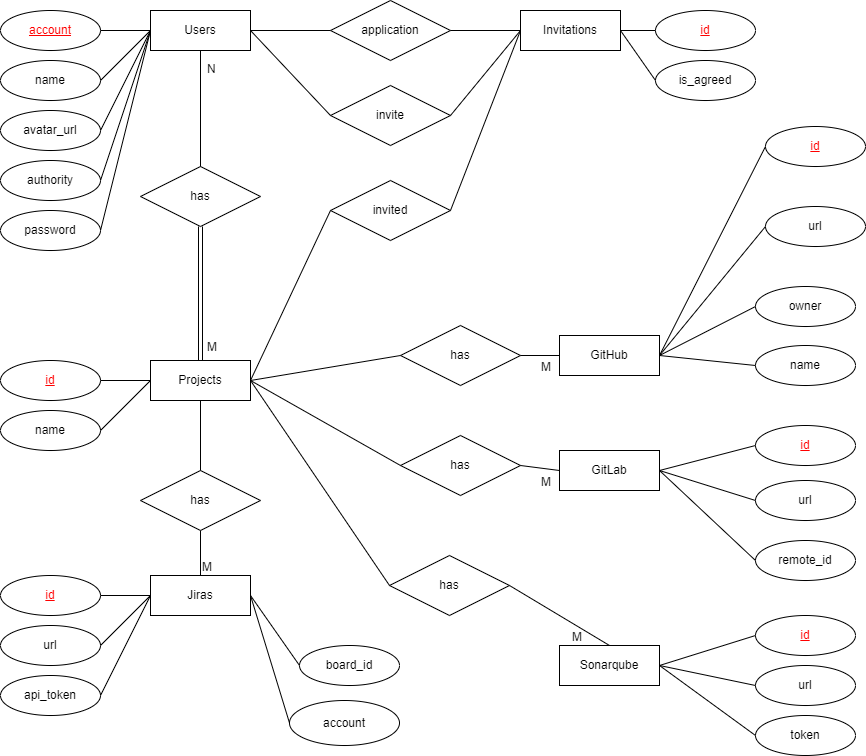 account
Users
application
Invitations
id
name
N
is_agreed
avatar_url
invite
id
authority
has
invited
password
url
owner
M
has
GitHub
name
M
id
Projects
name
has
GitLab
id
M
url
has
remote_id
M
has
id
Jiras
M
id
url
board_id
Sonarqube
url
api_token
account
token